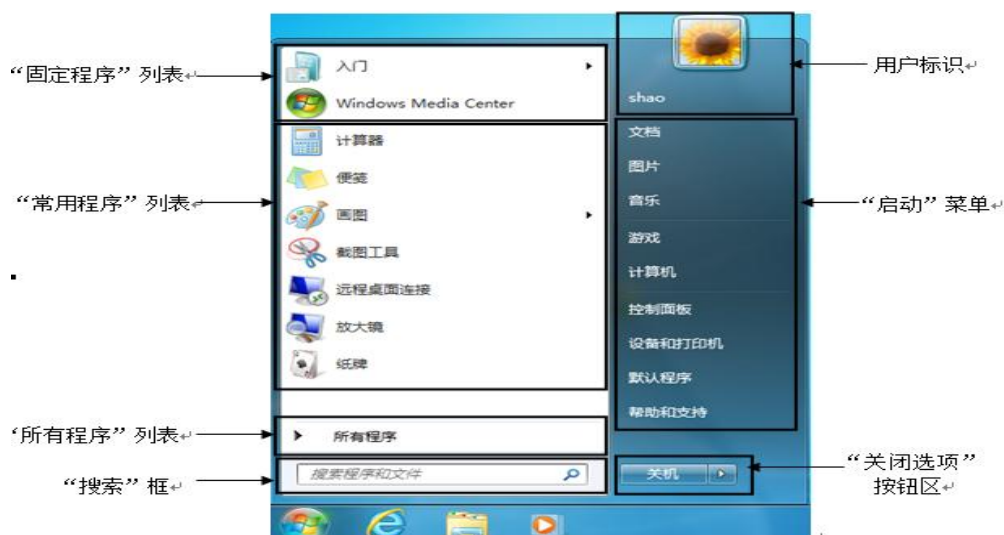 “固定程序”列表
入门
Windows Media Center
用户标识
shao
“常用程序”列表
计算器
便笺
画图
截图工具
远程桌面连接
放大镜
纸牌
文档
图片
音乐
游戏
计算机
控制面板
设备和打印机
默认程序
帮助和支持
“启动”菜单
‘所有程序”列表
所有程序
“搜索”框
搜索程序和文件
关机
“关闭选项”
按钮区